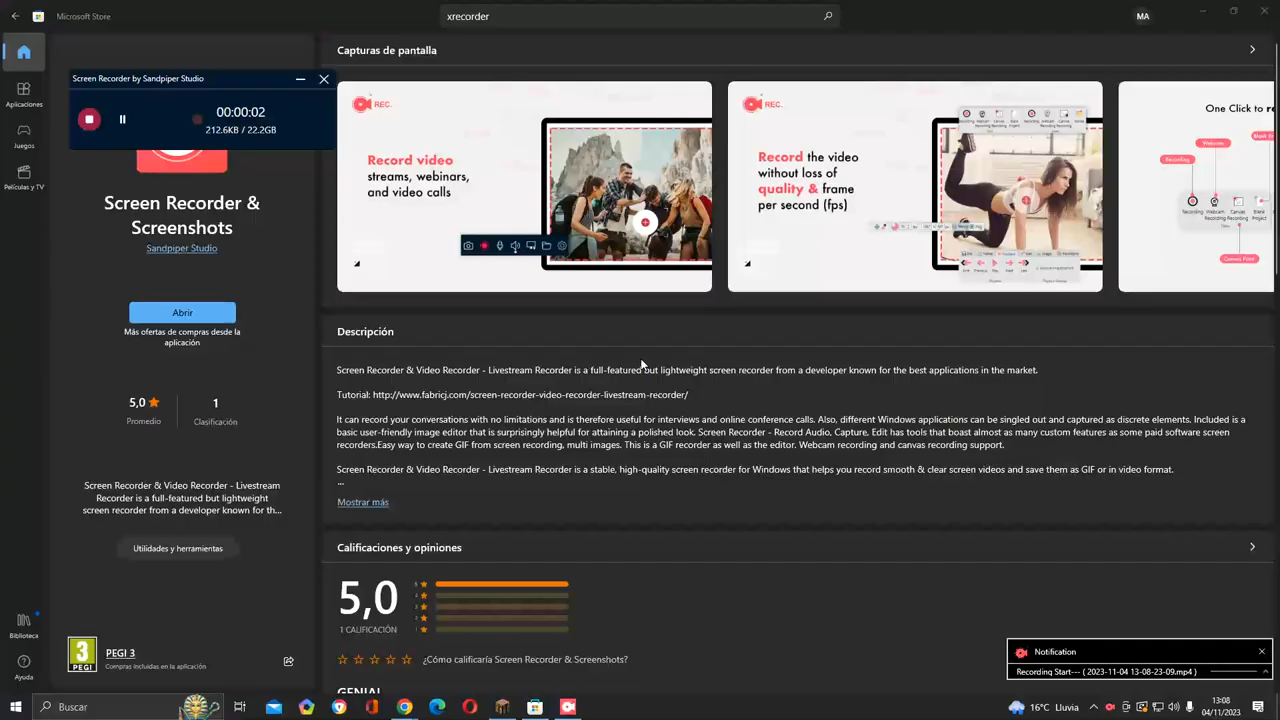 Microsoft Store
xrecorder
MA
Aplicaciones
Juegos
Películas y TV
Biblioteca
Ayuda
Screen Recorder by Sandpiper Studio
00:00:02
212.6KB / 22.2GB
Screen Recorder &
Screenshots
Sandpiper Studio
Abrir
Más ofertas de compras desde la
aplicación
5,0
Promedio
1
Clasificación
Screen Recorder & Video Recorder - Livestream
Recorder is a full-featured but lightweight
screen recorder from a developer known for th...
Utilidades y herramientas
3
PEGI
PEGI 3
Compras incluidas en la aplicación
Capturas de pantalla
REC.
Record video
streams, webinars,
and video calls
REC.
Record the video
without loss of
quality & frame
per second (fps)
One Click to
Webcam
Recording
Descripción
Screen Recorder & Video Recorder - Livestream Recorder is a full-featured but lightweight screen recorder from a developer known for the best applications in the market.
Tutorial: http://www.fabricj.com/screen-recorder-video-recorder-livestream-recorder/
It can record your conversations with no limitations and is therefore useful for interviews and online conference calls. Also, different Windows applications can be singled out and captured as discrete elements. Included is a
basic user-friendly image editor that is surprisingly helpful for attaining a polished look. Screen Recorder - Record Audio, Capture, Edit has tools that boast almost as many custom features as some paid software screen
recorders.Easy way to create GIF from screen recording, multi images. This is a GIF recorder as well as the editor. Webcam recording and canvas recording support.
Screen Recorder & Video Recorder - Livestream Recorder is a stable, high-quality screen recorder for Windows that helps you record smooth & clear screen videos and save them as GIF or in video format.
...
Mostrar más
Calificaciones y opiniones
5,0
1 CALIFICACIÓN
5
4
3
2
1
¿Cómo calificaría Screen Recorder & Screenshots?
GENIAL
Notification
Recording Start--- ( 2023-11-04 13-08-23-09.mp4 )
Buscar
16°C Lluvia
13:08
04/11/2023